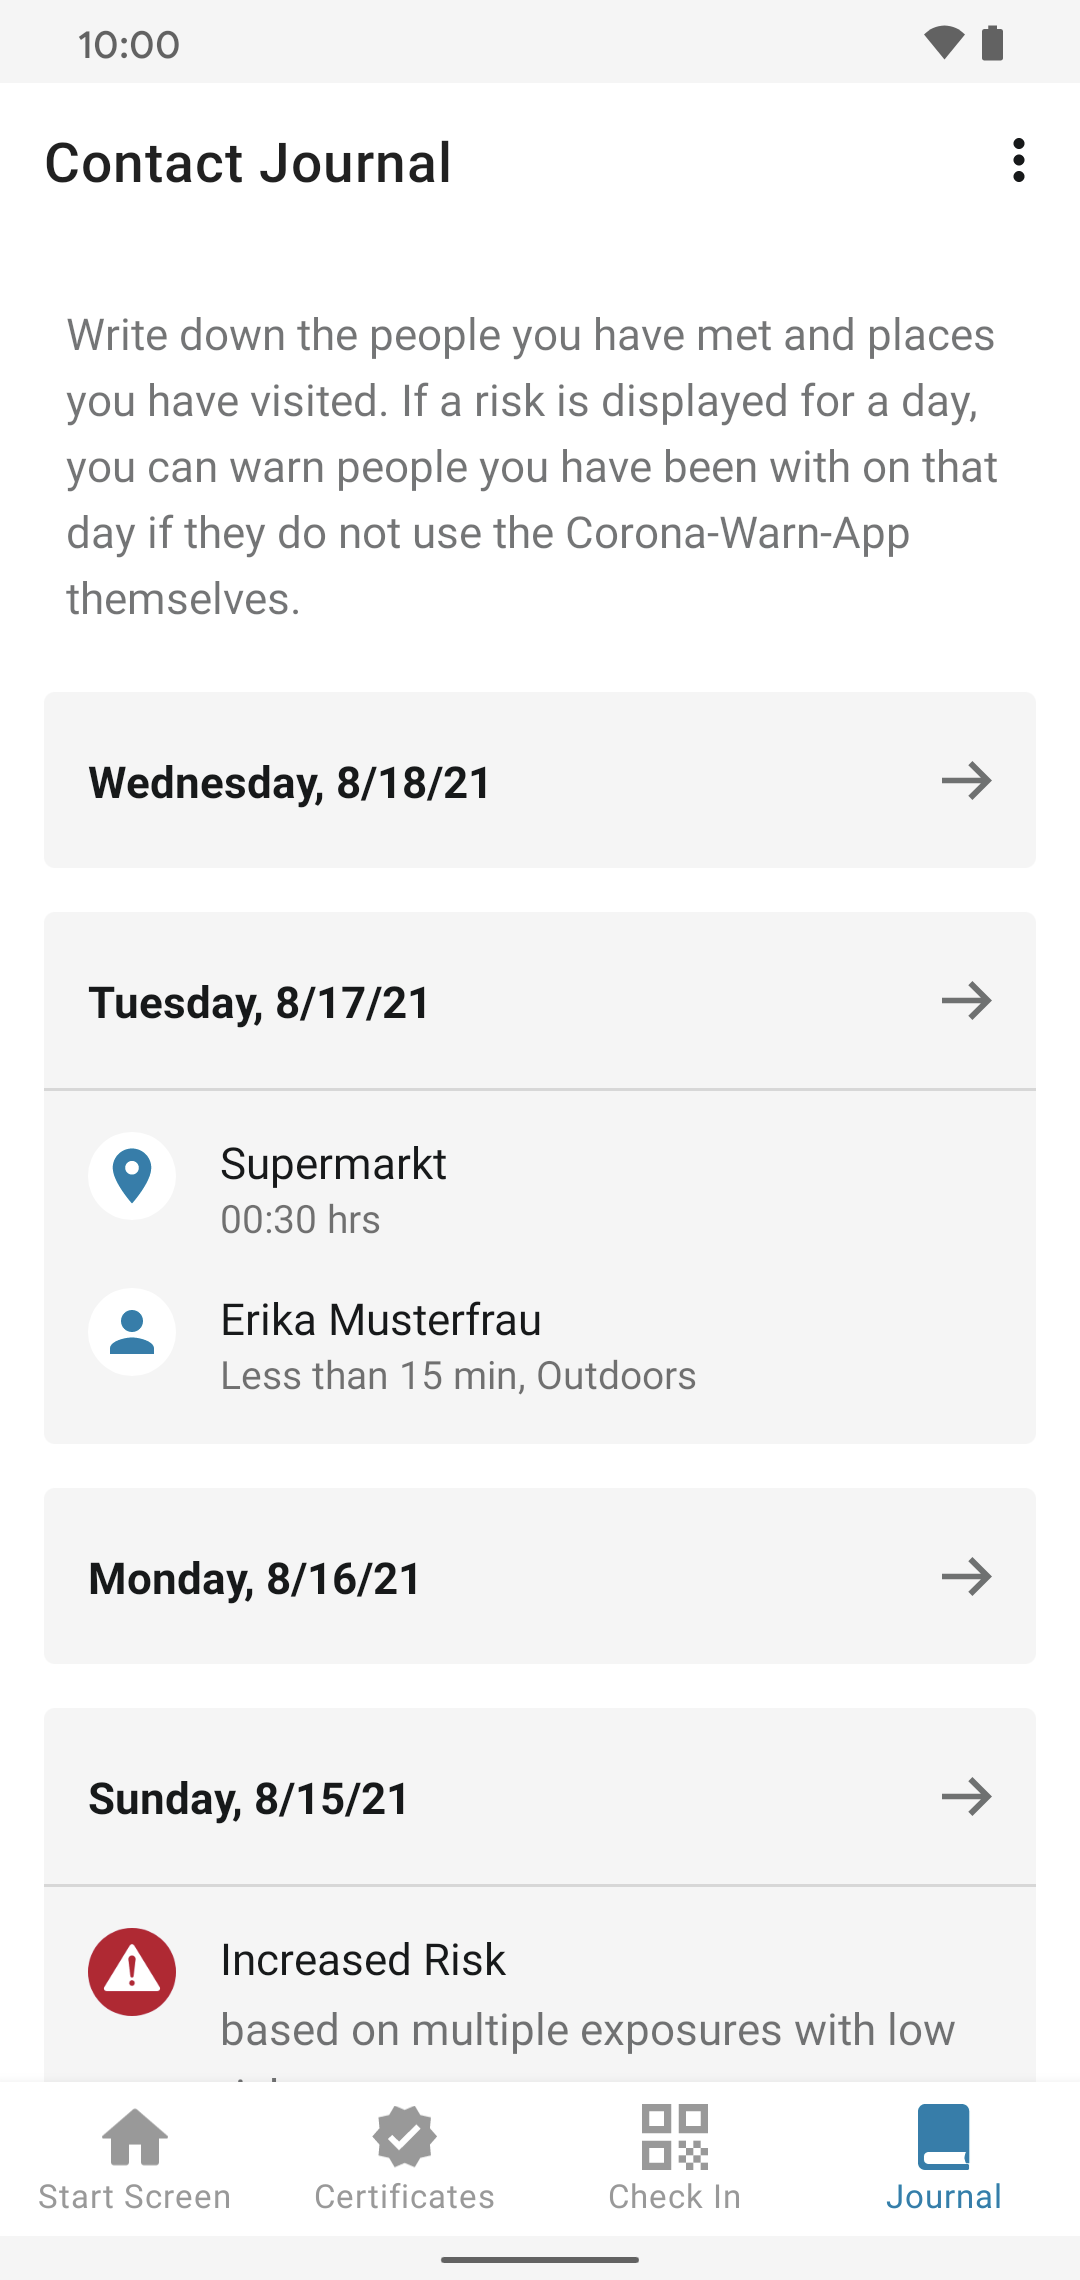 10:00
Contact Journal
Write down the people you have met and places
you have visited. If a risk is displayed for a day,
you can warn people you have been with on that
day if they do not use the Corona-Warn-App
themselves.
Wednesday, 8/18/21
Tuesday, 8/17/21
Supermarkt
00:30 hrs
Erika Musterfrau
Less than 15 min, Outdoors
Monday, 8/16/21
Sunday, 8/15/21
Increased Risk
based on multiple exposures with low
Start Screen
Certificates
Check In
Journal